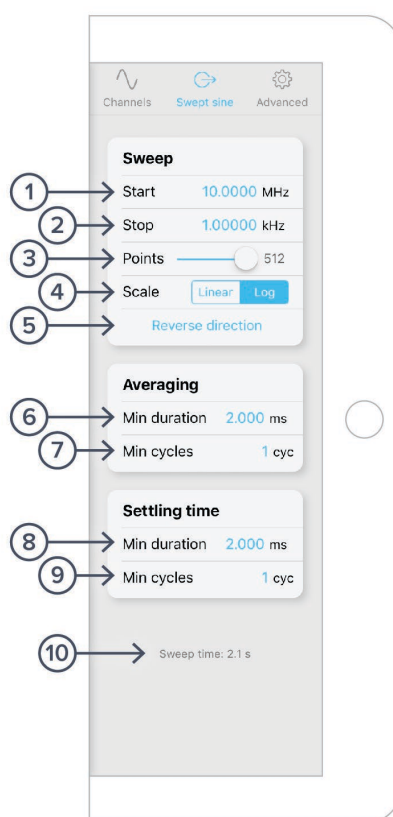 Channels Swept sine Advanced
Sweep
1 Start 10.0000 MHz
2 Stop 1.00000 kHz
3 Points 512
4 Scale Linear Log
5 Reverse direction
Averaging
6 Min duration 2.000 ms
7 Min cycles 1 cyc
Settling time
8 Min duration 2.000 ms
9 Min cycles 1 cyc
10 Sweep time: 2.1 s